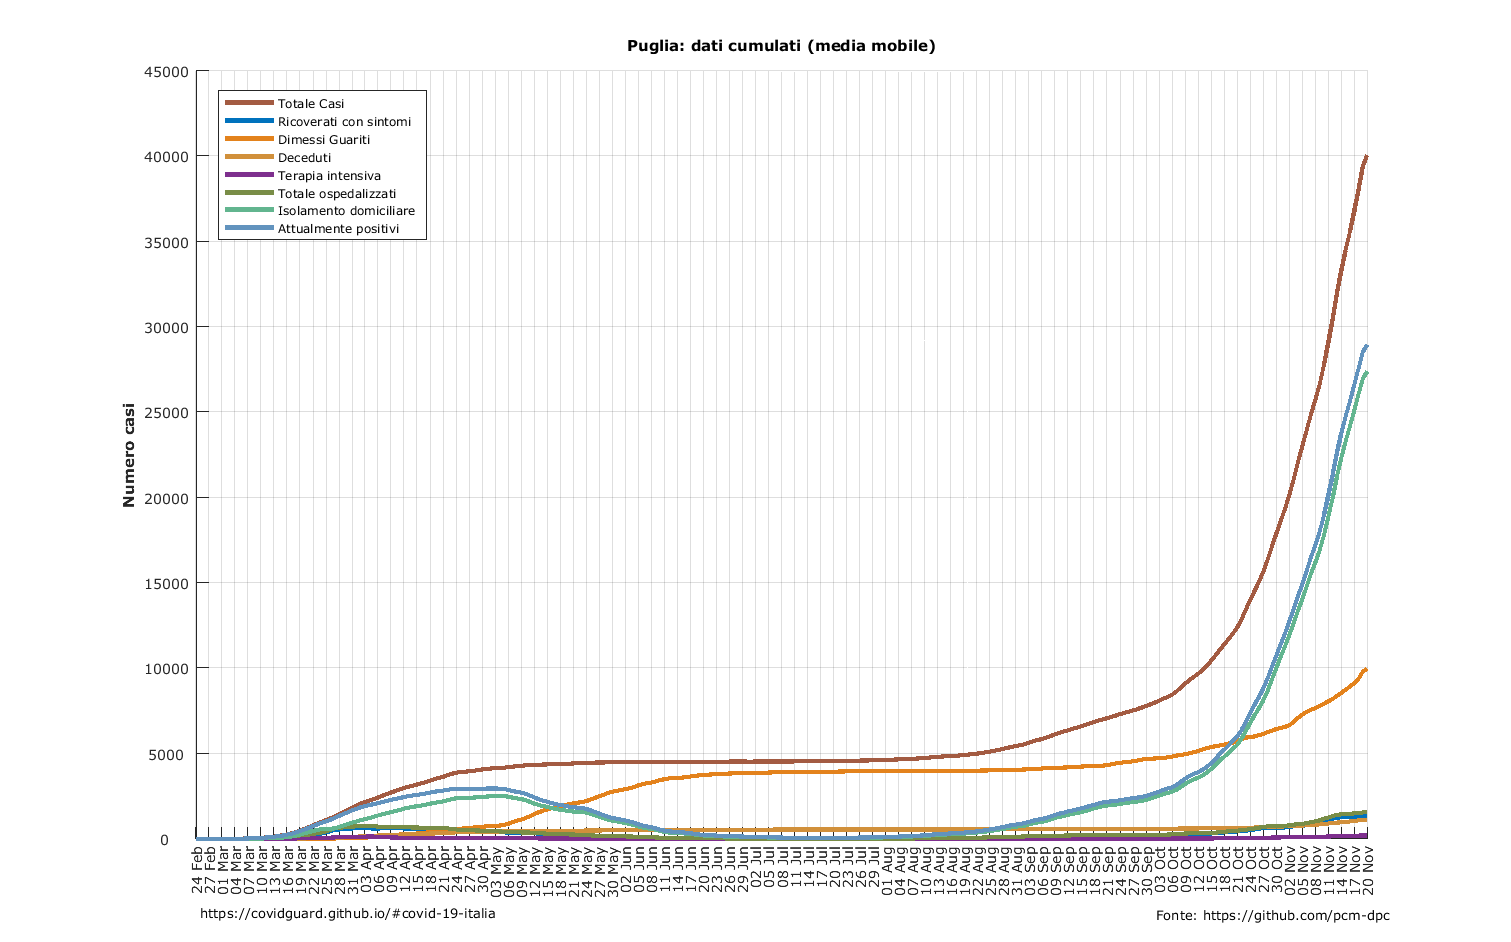 Puglia: dati cumulati (media mobile)
45000
40000
35000
30000
25000
20000
15000
10000
5000
0
Numero casi
Totale Casi
Ricoverati con sintomi
Dimessi Guariti
Deceduti
Terapia intensiva
Totale ospedalizzati
Isolamento domiciliare
Attualmente positivi
24 Feb
27 Feb
01 Mar
04 Mar
07 Mar
10 Mar
13 Mar
16 Mar
19 Mar
22 Mar
25 Mar
28 Mar
31 Mar
03 Apr
06 Apr
09 Apr
12 Apr
15 Apr
18 Apr
21 Apr
24 Apr
27 Apr
30 Apr
03 May
06 May
09 May
12 May
15 May
18 May
21 May
24 May
27 May
30 May
02 Jun
05 Jun
08 Jun
11 Jun
14 Jun
17 Jun
20 Jun
23 Jun
26 Jun
29 Jun
02 Jul
05 Jul
08 Jul
11 Jul
14 Jul
17 Jul
20 Jul
23 Jul
26 Jul
29 Jul
01 Aug
04 Aug
07 Aug
10 Aug
13 Aug
16 Aug
19 Aug
22 Aug
25 Aug
28 Aug
31 Aug
03 Sep
06 Sep
09 Sep
12 Sep
15 Sep
18 Sep
21 Sep
24 Sep
27 Sep
30 Sep
03 Oct
06 Oct
09 Oct
12 Oct
15 Oct
18 Oct
21 Oct
24 Oct
27 Oct
30 Oct
02 Nov
05 Nov
08 Nov
11 Nov
14 Nov
17 Nov
20 Nov
https://covidguard.github.io/#covid-19-italia
Fonte: https://github.com/pcm-dpc